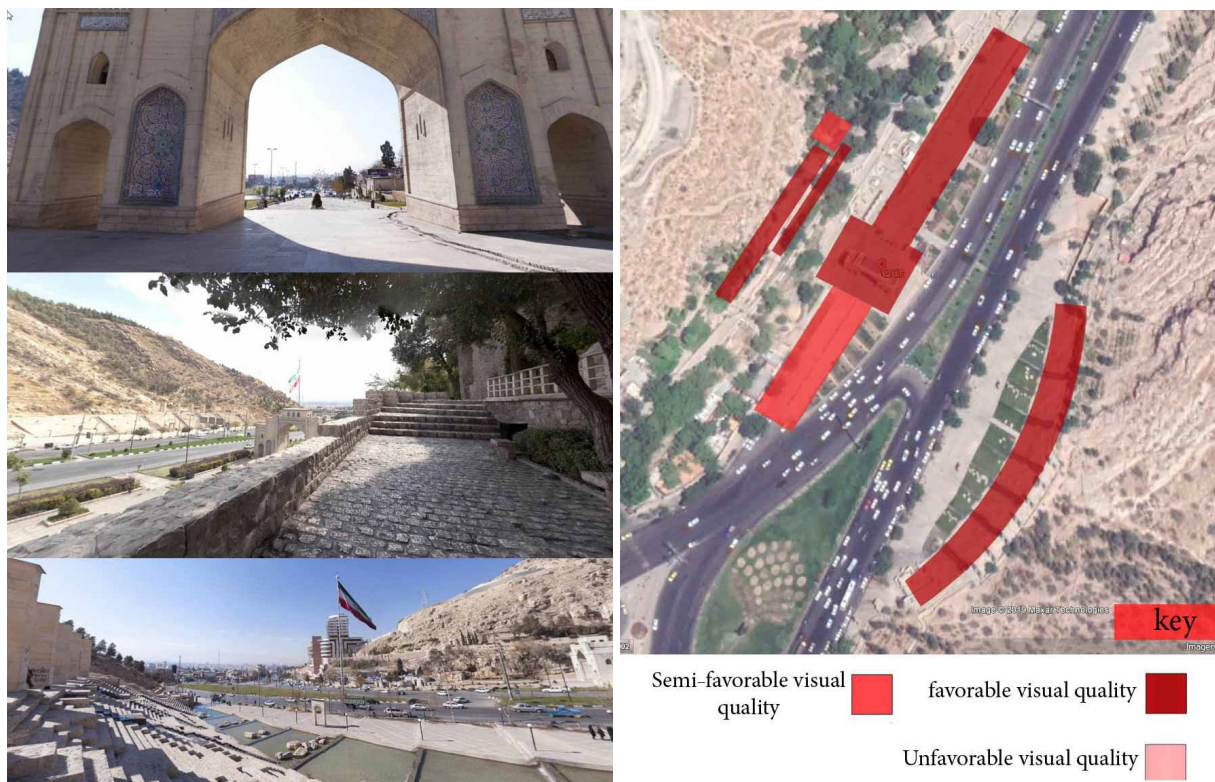 Image © 2019 Maxar Technologies
key
Semi-favorable visual
quality
favorable visual quality
Unfavorable visual quality